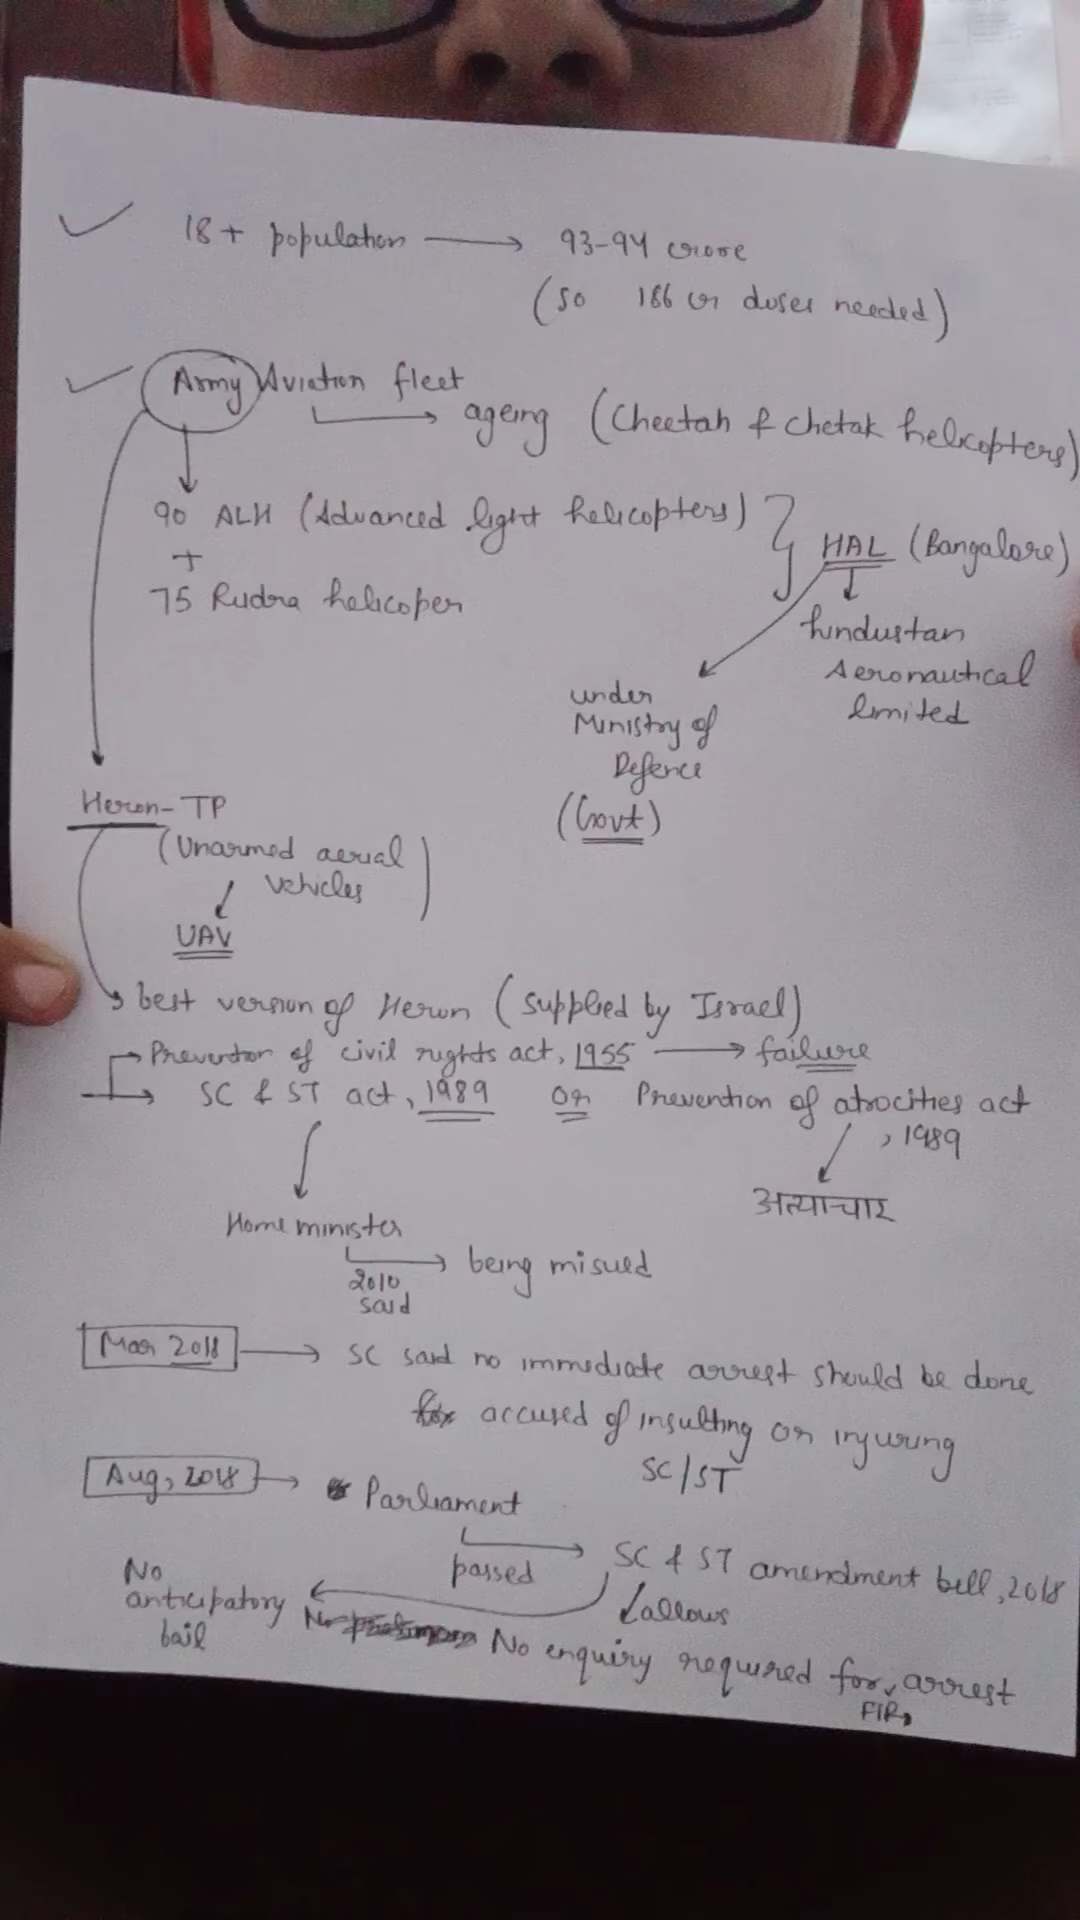 18+ population → 93-94 crore
(so 186 cr doses needed)
Army Aviation fleet
ageing (Cheetah & Chetak helicopters)
90 ALH (Advanced light helicopters)
+
75 Rudra helicoper
HAL (Bangalore)
hindustan
Aeronautical
limited
under
Ministry of
Defence
(Govt)
Heron-TP
(Unarmed aerial
vehicles)
UAV
best version of Heron (supplied by Israel)
Prevention of civil rights act, 1955 → failure
SC & ST act, 1989 or Prevention of atrocities act
, 1989
अत्याचार
Home minister
2010
said
being misued
Mar 2018 → SC said no immediate arrest should be done
accused of insulting or injuring
SC/ST
Aug, 2018 → Parliament
passed
SC & ST amendment bill, 2018
allows
No
anticipatory
bail
No enquiry required for arrest
FIR,